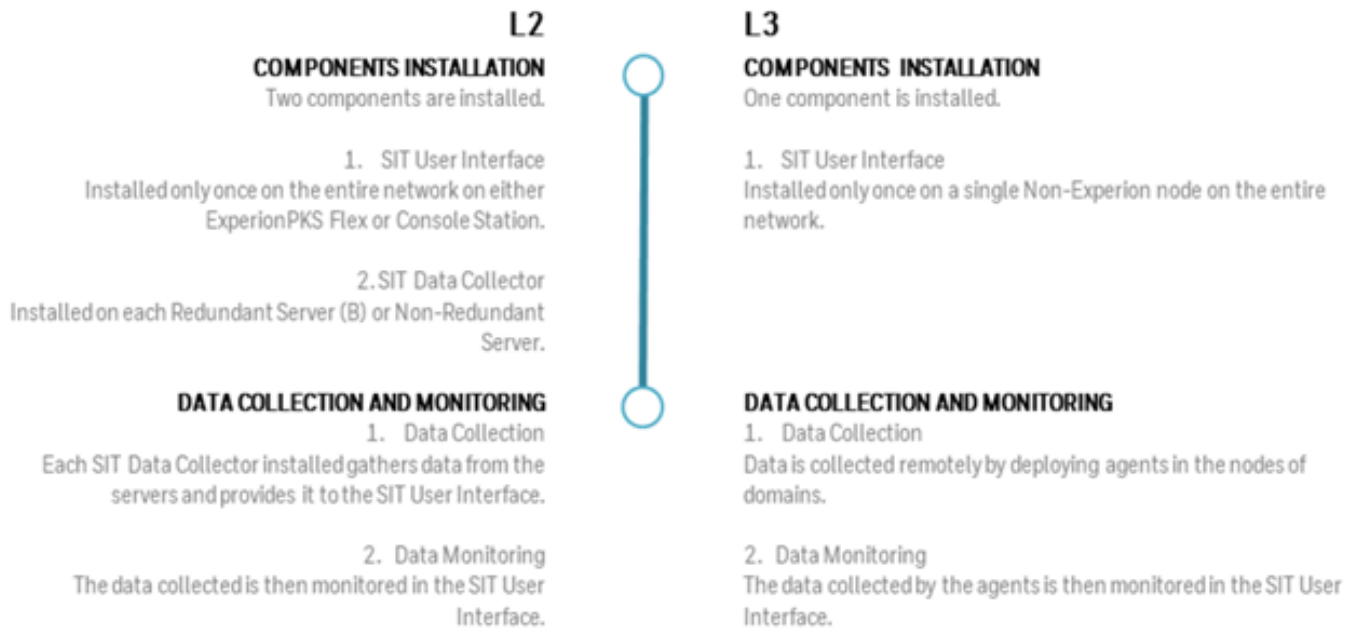 L2
COMPONENTS INSTALLATION
Two components are installed.
1. SIT User Interface
Installed only once on the entire network on either
ExperionPKS Flex or Console Station.
2. SIT Data Collector
Installed on each Redundant Server (B) or Non-Redundant
Server.
DATA COLLECTION AND MONITORING
1. Data Collection
Each SIT Data Collector installed gathers data from the
servers and provides it to the SIT User Interface.
2. Data Monitoring
The data collected is then monitored in the SIT User
Interface.
L3
COMPONENTS INSTALLATION
One component is installed.
1. SIT User Interface
Installed only once on a single Non-Experion node on the entire
network.
DATA COLLECTION AND MONITORING
1. Data Collection
Data is collected remotely by deploying agents in the nodes of
domains.
2. Data Monitoring
The data collected by the agents is then monitored in the SIT User
Interface.